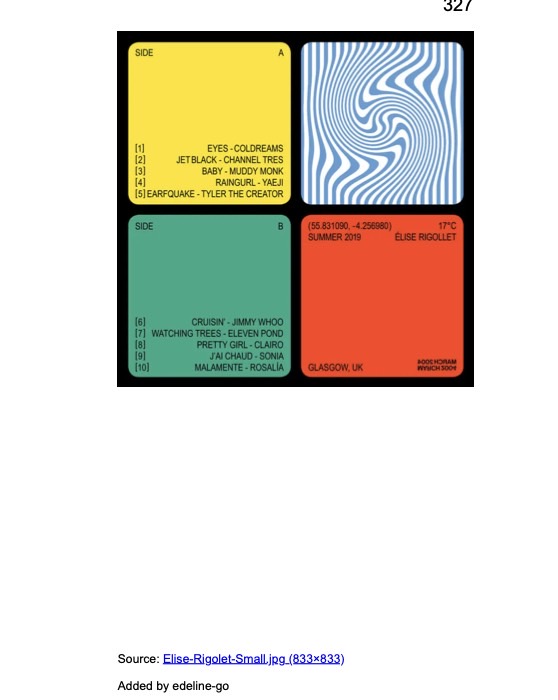 327
SIDE A
[1] EYES - COLDREAMS
[2] JETBLACK - CHANNEL TRES
[3] BABY - MUDDY MONK
[4] RAINGURL - YAEJI
[5] EARFQUAKE - TYLER THE CREATOR
SIDE B
[6] CRUISIN' - JIMMY WHOO
[7] WATCHING TREES - ELEVEN POND
[8] PRETTY GIRL - CLAIRO
[9] J'AI CHAUD - SONIA
[10] MALAMENTE - ROSALÍA
(55.831090, -4.256980) 17°C
SUMMER 2019 ÉLISE RIGOLLET
GLASGOW, UK
Source: Elise-Rigolet-Small.jpg (833×833)
Added by edeline-go